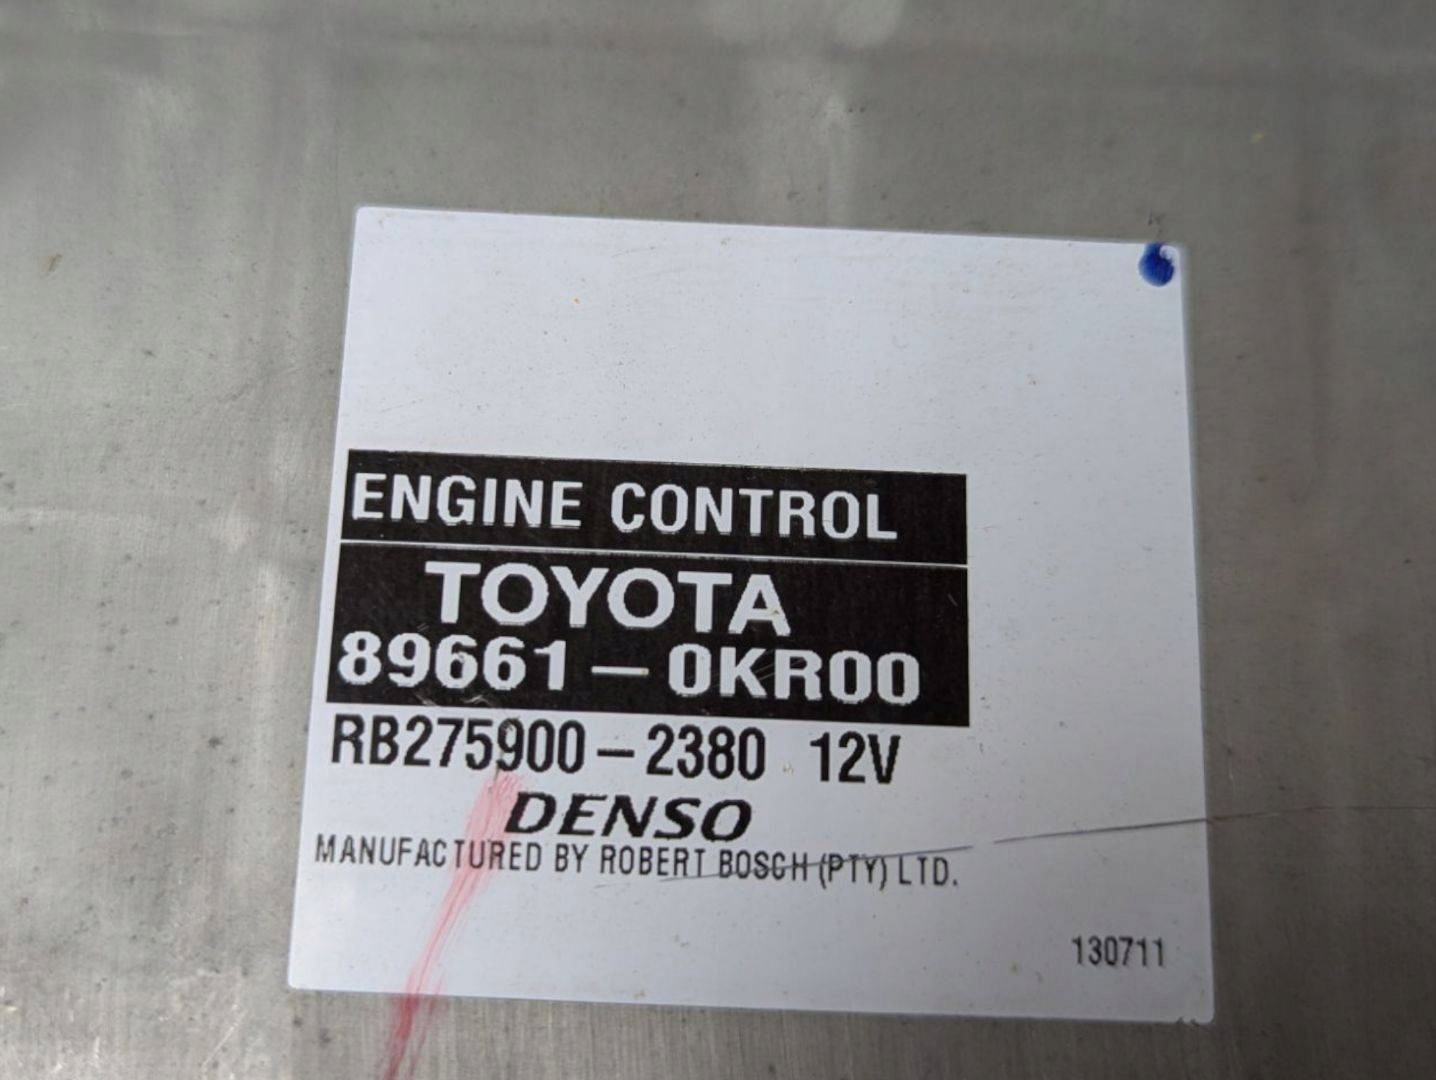 ENGINE CONTROL
TOYOTA
89661-0KR00
RB275900-2380 12V
DENSO
MANUFACTURED BY ROBERT BOSCH (PTY) LTD.
130711